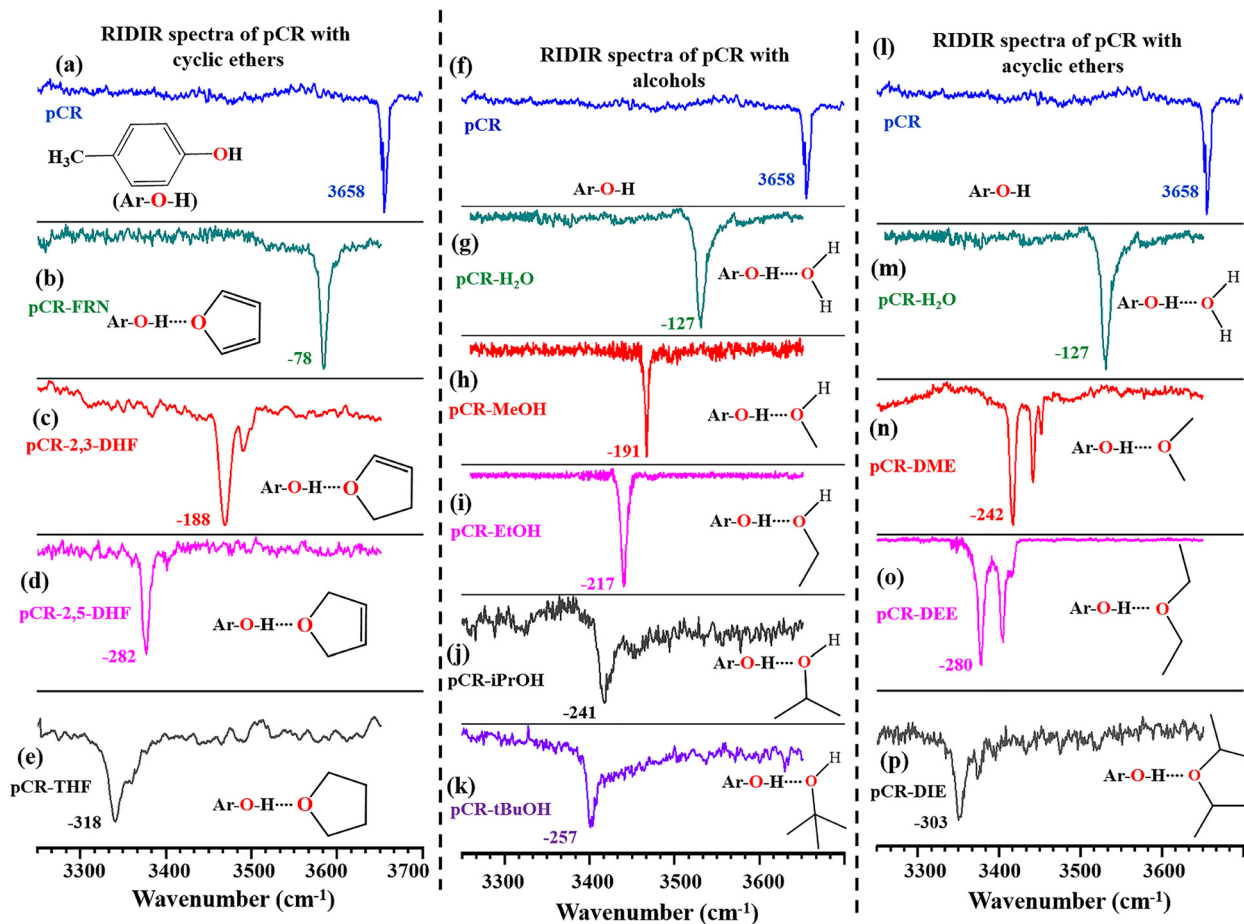 RIDIR spectra of pCR with
cyclic ethers
(a)
pCR
H₃C
OH
(Ar-O-H)
3658
(b)
pCR-FRN
Ar-O-H
O
-78
(c)
pCR-2,3-DHF
Ar-O-H
O
-188
(d)
pCR-2,5-DHF
Ar-O-H
O
-282
(e)
pCR-THF
Ar-O-H
O
-318
3300 3400 3500 3600 3700
Wavenumber (cm⁻¹)
RIDIR spectra of pCR with
alcohols
(f)
pCR
Ar-O-H
3658
(g)
pCR-H₂O
Ar-O-H
O
H
H
-127
(h)
pCR-MeOH
Ar-O-H
O
H
-191
(i)
pCR-EtOH
Ar-O-H
O
H
-217
(j)
pCR-iPrOH
Ar-O-H
O
H
-241
(k)
pCR-tBuOH
Ar-O-H
O
H
-257
3300 3400 3500 3600
Wavenumber (cm⁻¹)
RIDIR spectra of pCR with
acyclic ethers
(l)
pCR
Ar-O-H
3658
(m)
pCR-H₂O
Ar-O-H
O
H
H
-127
(n)
pCR-DME
Ar-O-H
O
-242
(o)
pCR-DEE
Ar-O-H
O
-280
(p)
pCR-DIE
Ar-O-H
O
-303
3300 3400 3500 3600
Wavenumber (cm⁻¹)